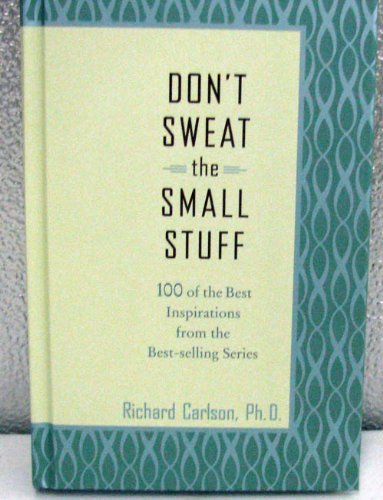 DON'T
SWEAT
the
SMALL
STUFF
100 of the Best
Inspirations
from the
Best-selling Series
Richard Carlson, Ph.D.